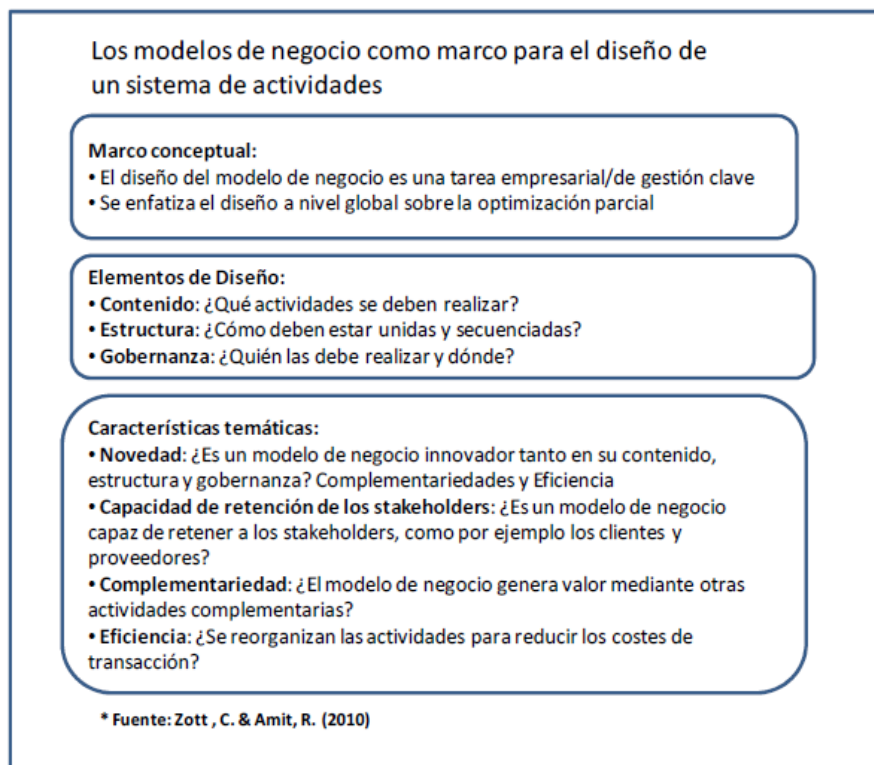 Los modelos de negocio como marco para el diseño de
un sistema de actividades
Marco conceptual:
• El diseño del modelo de negocio es una tarea empresarial/de gestión clave
• Se enfatiza el diseño a nivel global sobre la optimización parcial
Elementos de Diseño:
• Contenido: ¿Qué actividades se deben realizar?
• Estructura: ¿Cómo deben estar unidas y secuenciadas?
• Gobernanza: ¿Quién las debe realizar y dónde?
Características temáticas:
• Novedad: ¿Es un modelo de negocio innovador tanto en su contenido,
estructura y gobernanza? Complementariedades y Eficiencia
• Capacidad de retención de los stakeholders: ¿Es un modelo de negocio
capaz de retener a los stakeholders, como por ejemplo los clientes y
proveedores?
• Complementariedad: ¿El modelo de negocio genera valor mediante otras
actividades complementarias?
• Eficiencia: ¿Se reorganizan las actividades para reducir los costes de
transacción?
* Fuente: Zott , C. & Amit, R. (2010)